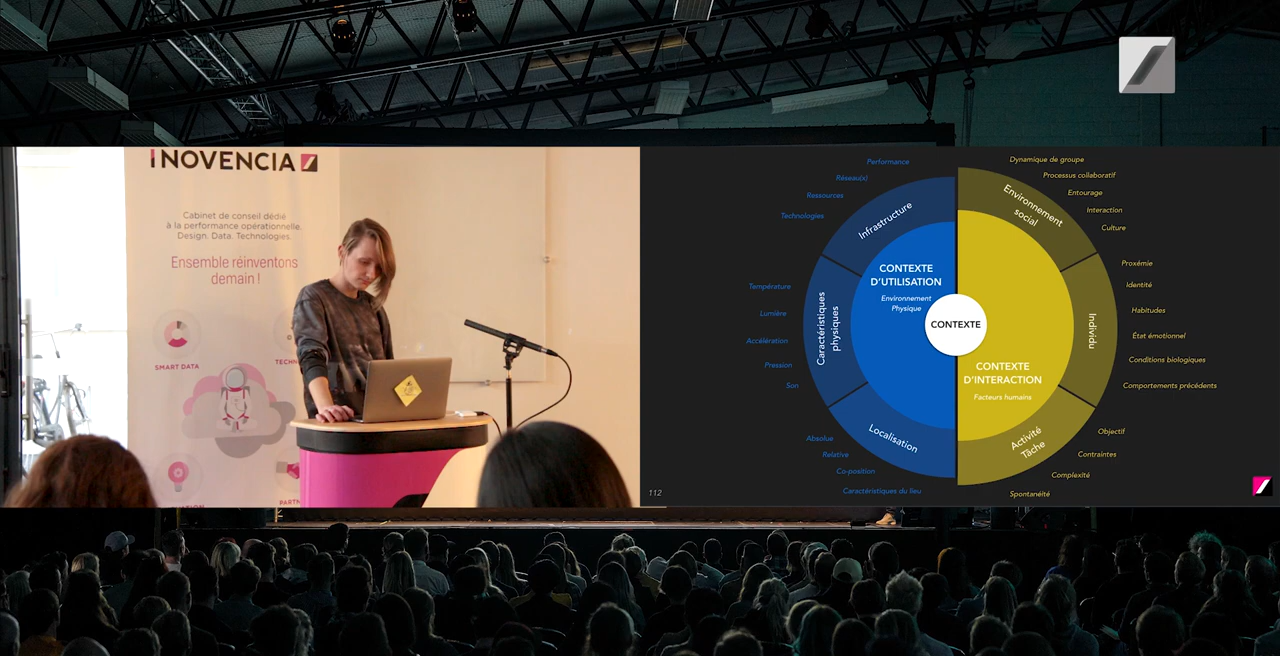 INOVENCIA
Cabinet de conseil dédié
à la performance opérationnelle.
Design. Data. Technologies.
Ensemble réinventons
demain !
SMART DATA
112
Performance
Réseau(x)
Ressources
Technologies
Température
Lumière
Accélération
Pression
Son
Absolue
Relative
Co-position
Caractéristiques du lieu
Infrastructure
Caractéristiques
physiques
Localisation
CONTEXTE
D'UTILISATION
Environnement
Physique
CONTEXTE
CONTEXTE
D'INTERACTION
Facteurs humains
Environnement
social
Individu
Activité
Tâche
Dynamique de groupe
Processus collaboratif
Entourage
Interaction
Culture
Proxémie
Identité
Habitudes
État émotionnel
Conditions biologiques
Comportements précédents
Objectif
Contraintes
Complexité
Spontanéité